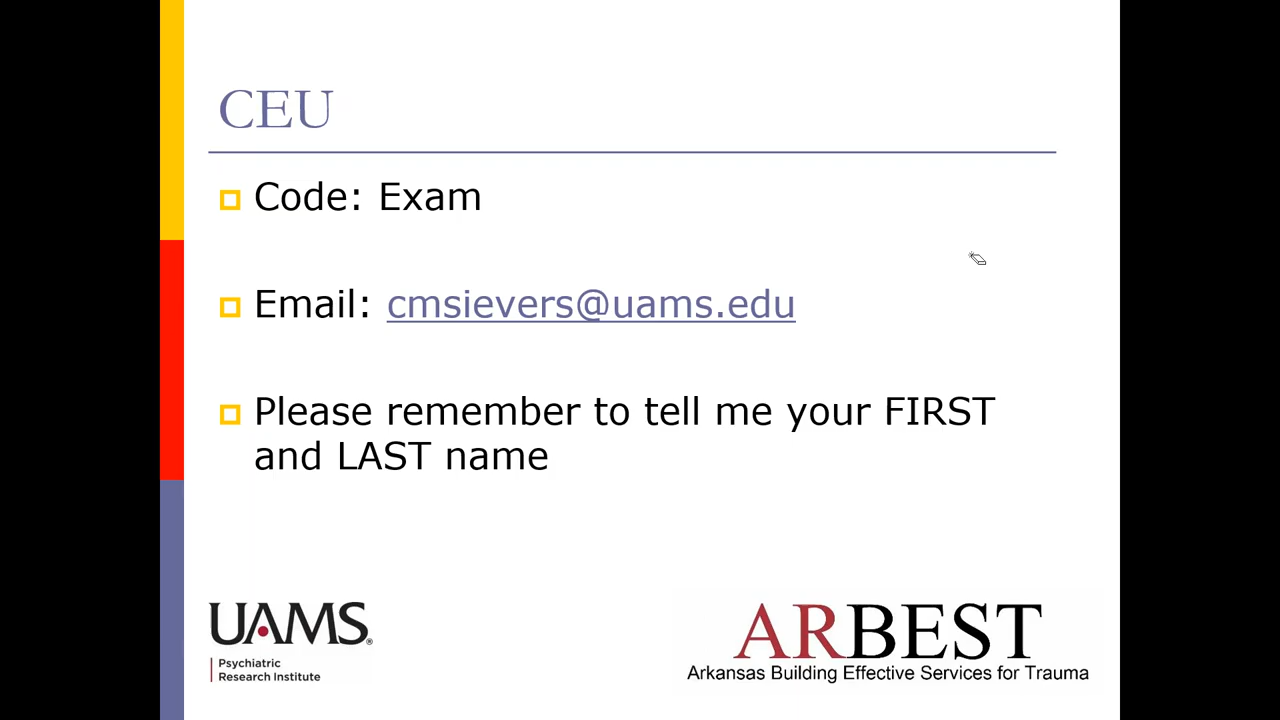 CEU
Code: Exam
Email: cmsievers@uams.edu
Please remember to tell me your FIRST
and LAST name
UAMS®
Psychiatric
Research Institute
ARBEST
Arkansas Building Effective Services for Trauma